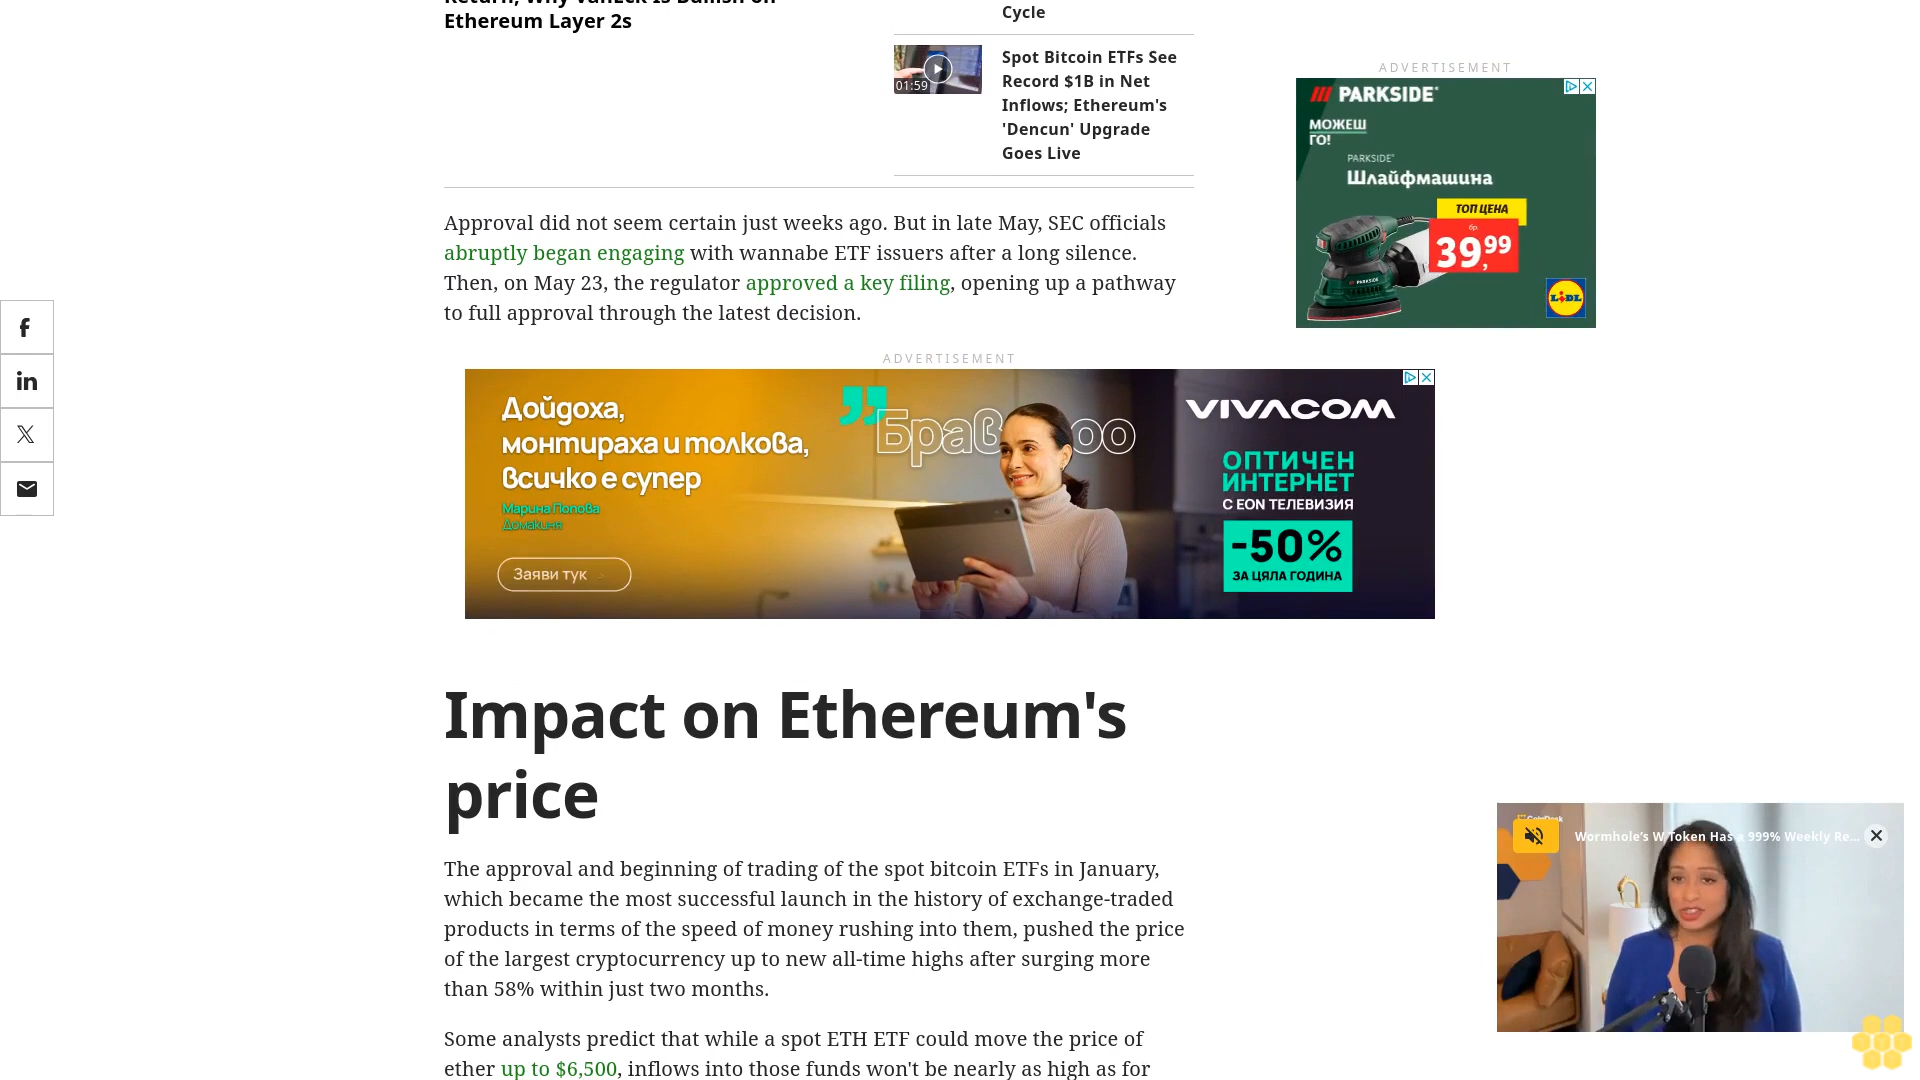 Ethereum Layer 2s
Cycle
01:59
Spot Bitcoin ETFs See
Record $1B in Net
Inflows; Ethereum's
'Dencun' Upgrade
Goes Live
ADVERTISEMENT
PARKSIDE
МОЖЕШ
ГО!
PARKSIDE
Шлайфмашина
ТОП ЦЕНА
бр.
39,99
PARKSIDE
LIDL
Approval did not seem certain just weeks ago. But in late May, SEC officials
abruptly began engaging with wannabe ETF issuers after a long silence.
Then, on May 23, the regulator approved a key filing, opening up a pathway
to full approval through the latest decision.
ADVERTISEMENT
Дойдоха,
монтираха и толкова,
всичко е супер
Марина Попова
Домакиня
Заяви тук >
VIVACOM
ОПТИЧЕН
ИНТЕРНЕТ
С EON ТЕЛЕВИЗИЯ
-50%
ЗА ЦЯЛА ГОДИНА
Impact on Ethereum's
price
The approval and beginning of trading of the spot bitcoin ETFs in January,
which became the most successful launch in the history of exchange-traded
products in terms of the speed of money rushing into them, pushed the price
of the largest cryptocurrency up to new all-time highs after surging more
than 58% within just two months.
Some analysts predict that while a spot ETH ETF could move the price of
ether up to $6,500, inflows into those funds won't be nearly as high as for
CoinDesk
Wormhole’s W Token Has a 999% Weekly Re...